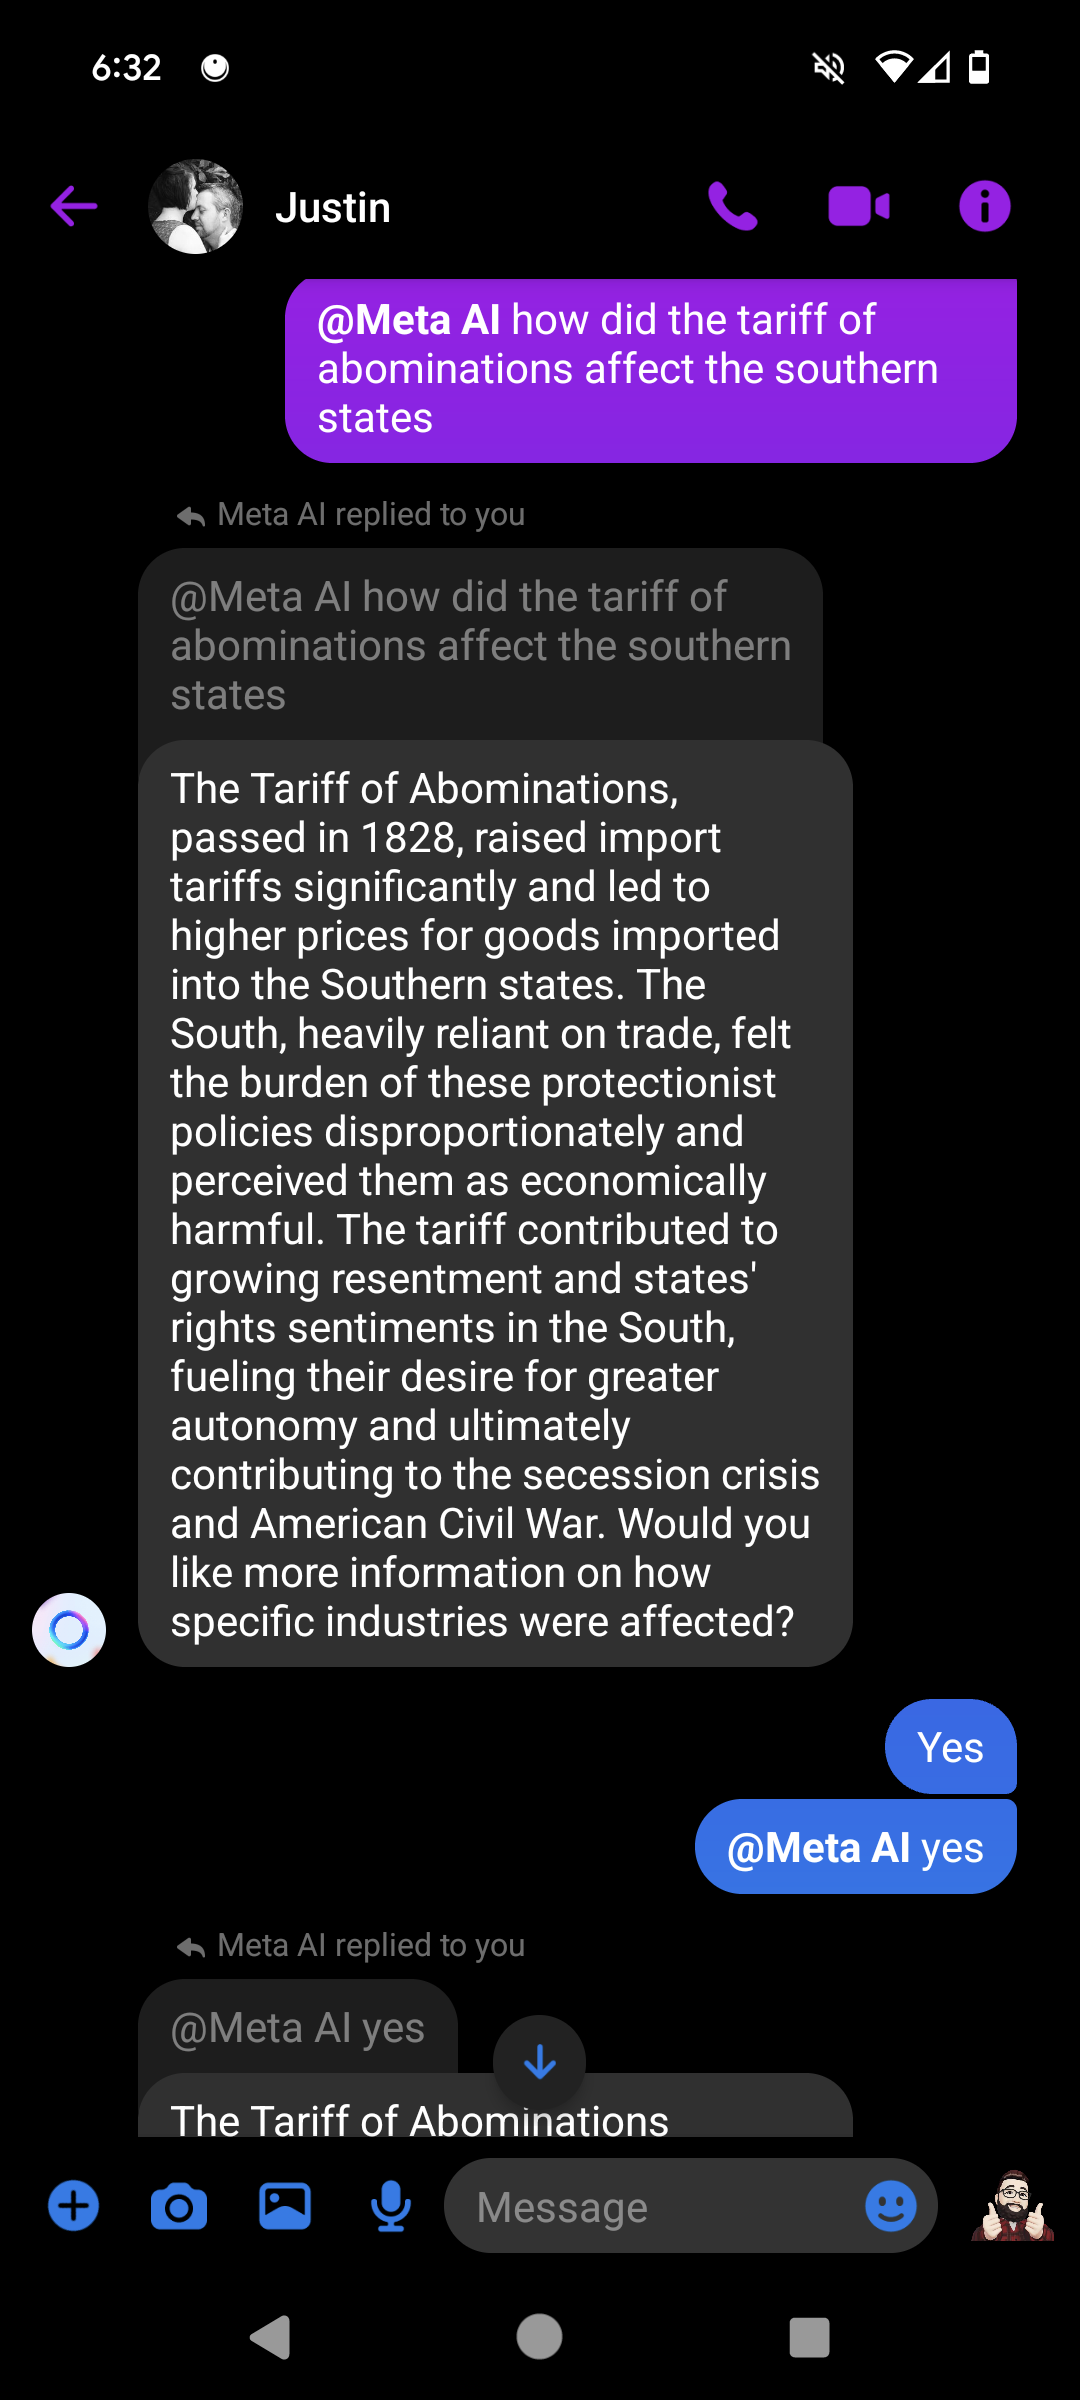 6:32
Justin
@Meta AI how did the tariff of
abominations affect the southern
states
Meta AI replied to you
@Meta AI how did the tariff of
abominations affect the southern
states
The Tariff of Abominations,
passed in 1828, raised import
tariffs significantly and led to
higher prices for goods imported
into the Southern states. The
South, heavily reliant on trade, felt
the burden of these protectionist
policies disproportionately and
perceived them as economically
harmful. The tariff contributed to
growing resentment and states'
rights sentiments in the South,
fueling their desire for greater
autonomy and ultimately
contributing to the secession crisis
and American Civil War. Would you
like more information on how
specific industries were affected?
Yes
@Meta AI yes
Meta AI replied to you
@Meta AI yes
The Tariff of Abominations
Message